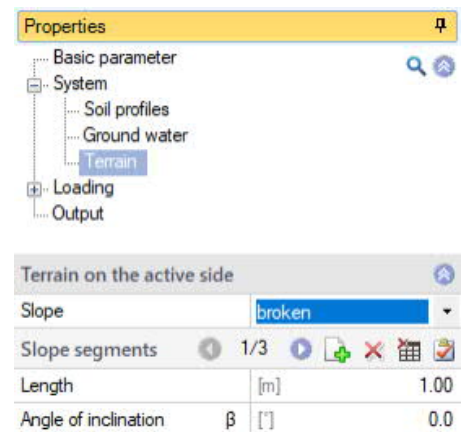 Properties
Basic parameter
System
Soil profiles
Ground water
Terrain
Loading
Output
Terrain on the active side
Slope broken
Slope segments 1/3
Length [m] 1.00
Angle of inclination β [°] 0.0